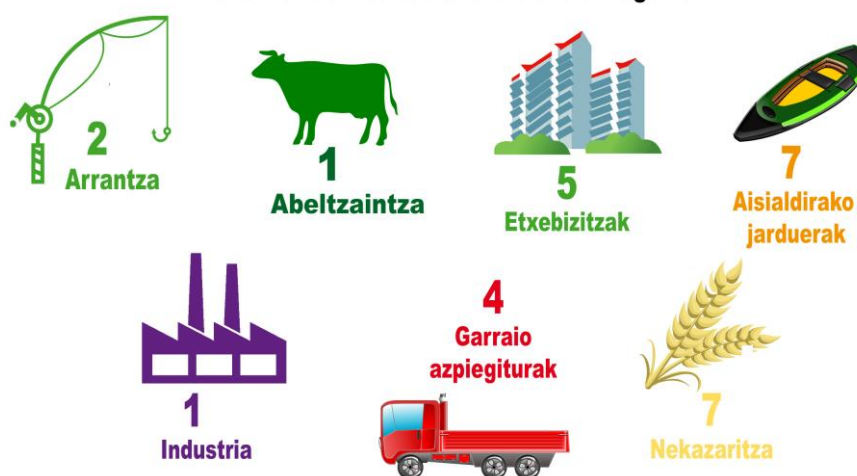 2
Arrantza
1
Abeltzaintza
5
Etxebizitzak
7
Aisialdirako
jarduerak
1
Industria
4
Garraio
azpiegiturak
7
Nekazaritza